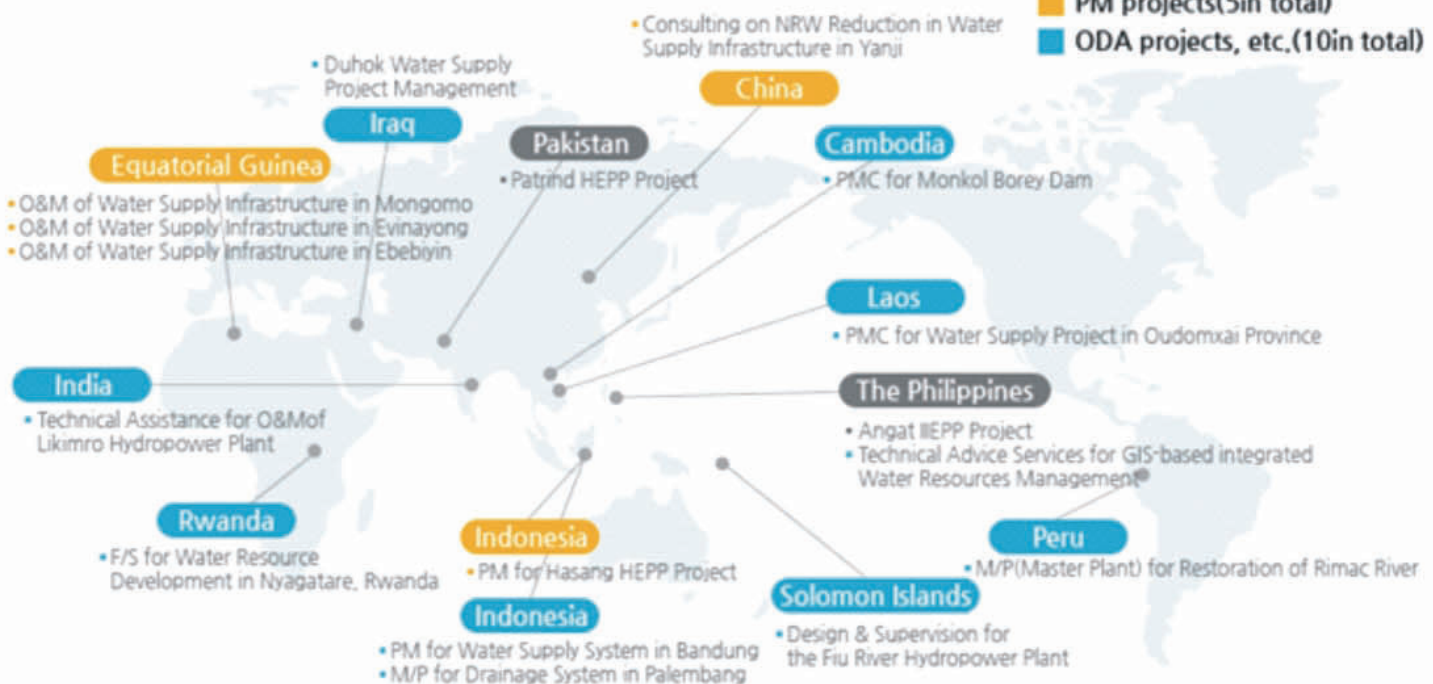 PM projects(5in total)
ODA projects, etc.(10in total)
• Consulting on NRW Reduction in Water
Supply Infrastructure in Yanji
China
• Duhok Water Supply
Project Management
Iraq
Pakistan
• Patrind HEPP Project
Cambodia
• PMC for Monkol Borey Dam
Equatorial Guinea
• O&M of Water Supply Infrastructure in Mongomo
• O&M of Water Supply Infrastructure in Evinayong
• O&M of Water Supply Infrastructure in Ebebiyin
Laos
• PMC for Water Supply Project in Oudomxai Province
India
• Technical Assistance for O&Mof
Likimro Hydropower Plant
The Philippines
• Angat IIEPP Project
• Technical Advice Services for GIS-based integrated
Water Resources Management
Rwanda
• F/S for Water Resource
Development in Nyagatare, Rwanda
Indonesia
• PM for Hasang HEPP Project
Indonesia
• PM for Water Supply System in Bandung
• M/P for Drainage System in Palembang
Solomon Islands
• Design & Supervision for
the Fiu River Hydropower Plant
Peru
• M/P(Master Plant) for Restoration of Rimac River